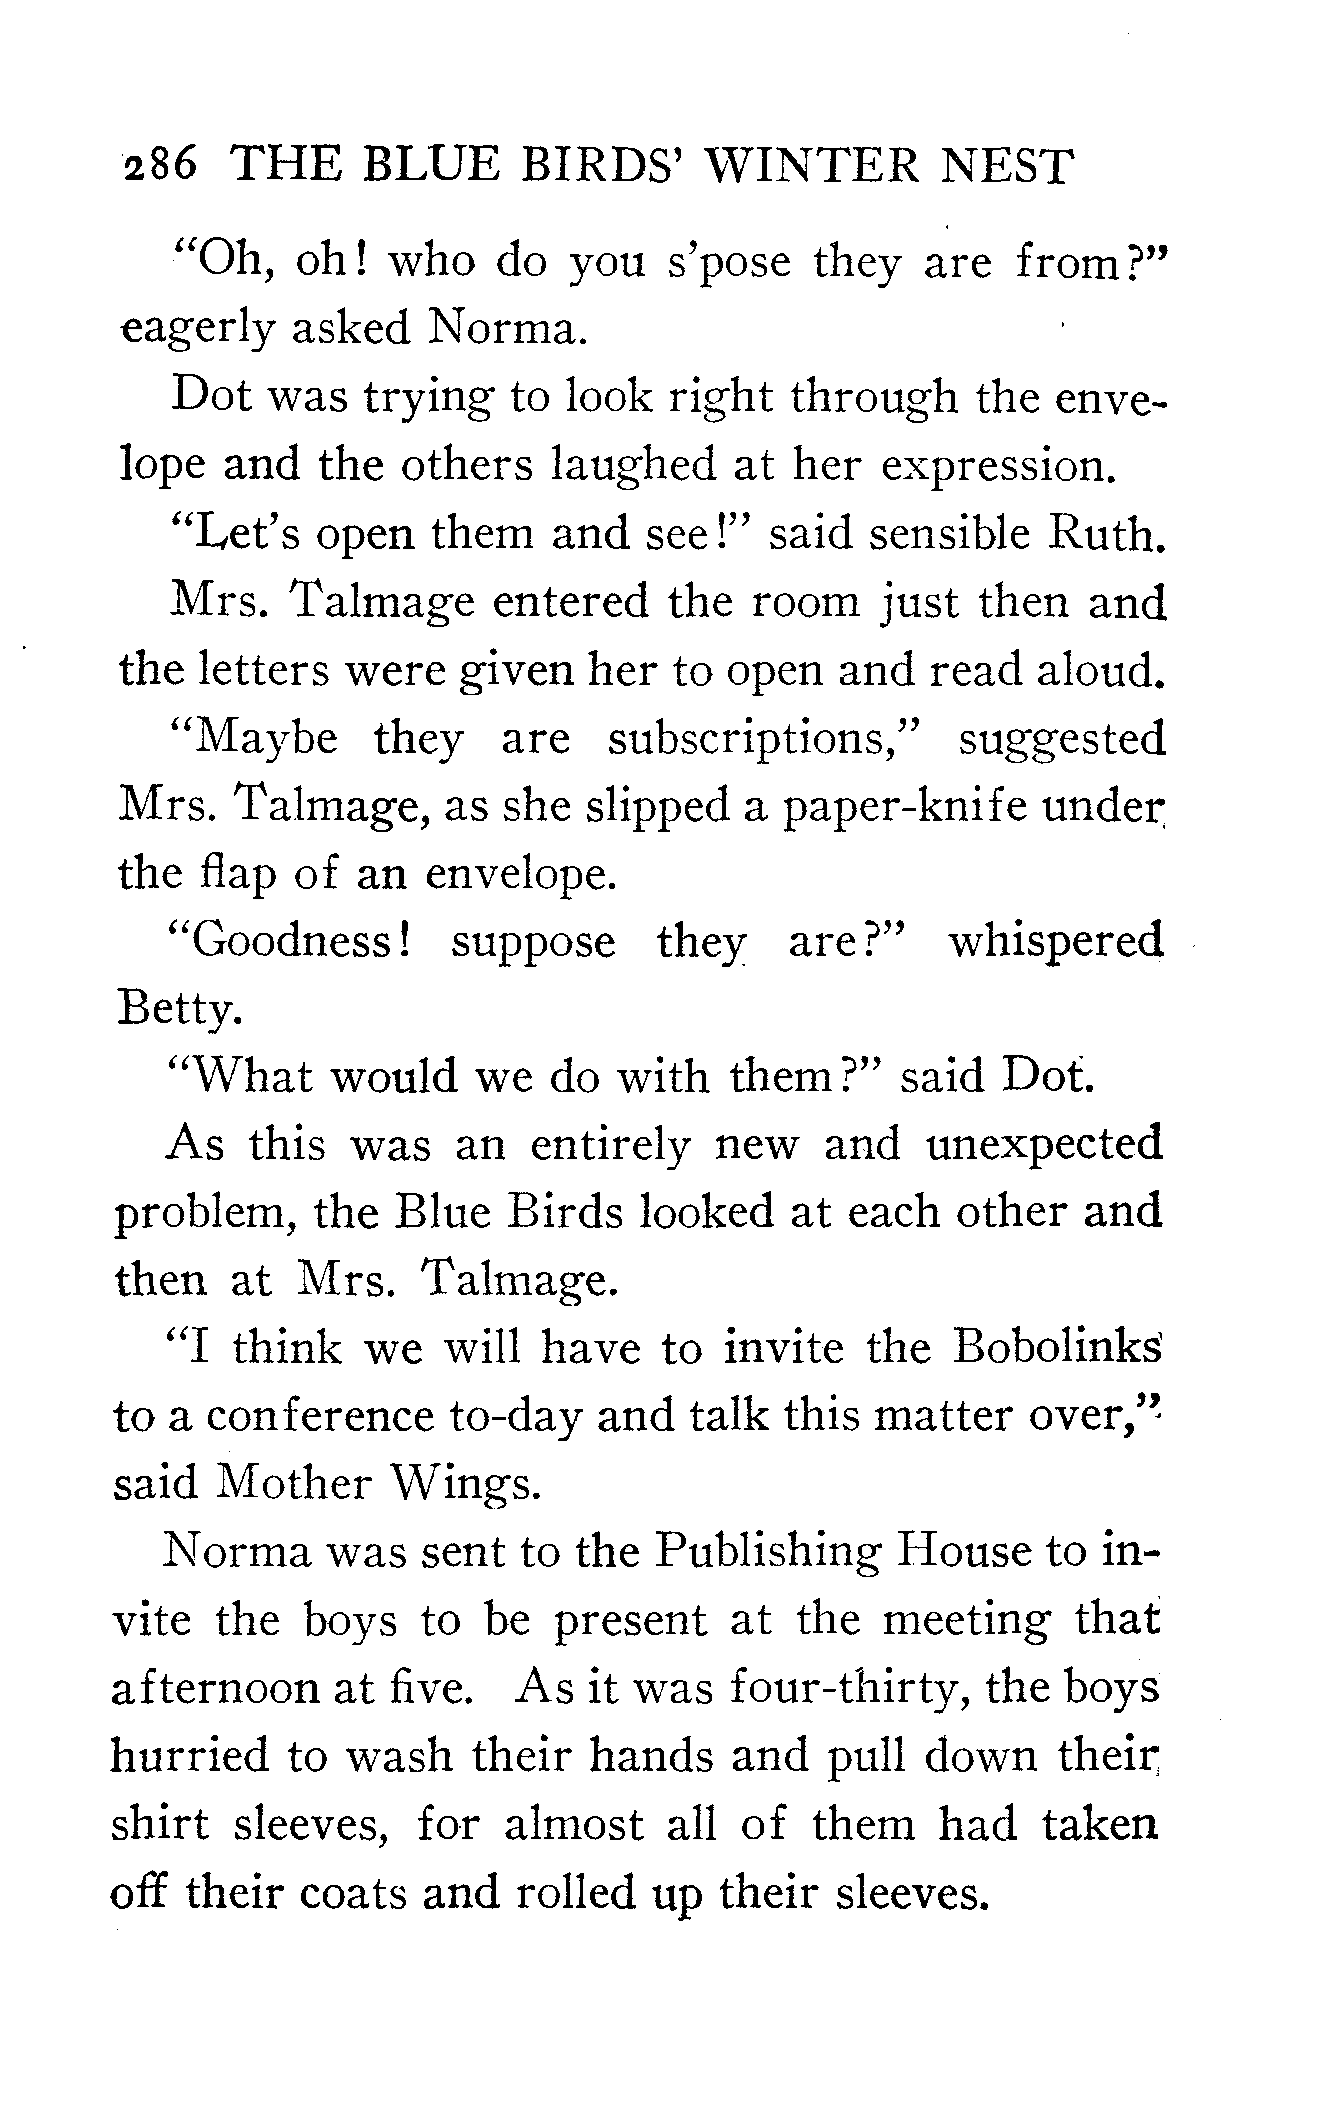 286 THE BLUE BIRDS' WINTER NEST
"Oh, oh! who do you s'pose they are from?"
eagerly asked Norma.
Dot was trying to look right through the enve-
lope and the others laughed at her expression.
"Let's open them and see!" said sensible Ruth.
Mrs. Talmage entered the room just then and
the letters were given her to open and read aloud.
"Maybe they are subscriptions," suggested
Mrs. Talmage, as she slipped a paper-knife under
the flap of an envelope.
"Goodness! suppose they are?" whispered
Betty.
"What would we do with them?" said Dot.
As this was an entirely new and unexpected
problem, the Blue Birds looked at each other and
then at Mrs. Talmage.
"I think we will have to invite the Bobolinks
to a conference to-day and talk this matter over,"
said Mother Wings.
Norma was sent to the Publishing House to in-
vite the boys to be present at the meeting that
afternoon at five. As it was four-thirty, the boys
hurried to wash their hands and pull down their
shirt sleeves, for almost all of them had taken
off their coats and rolled up their sleeves.